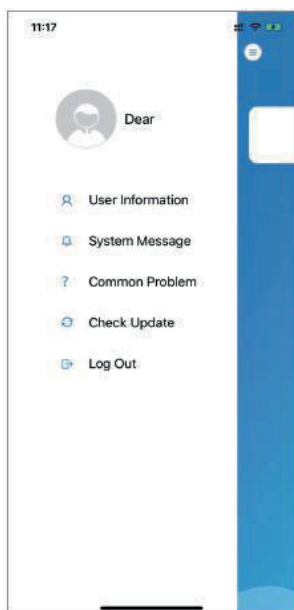 11:17
Dear
User Information
System Message
Common Problem
Check Update
Log Out